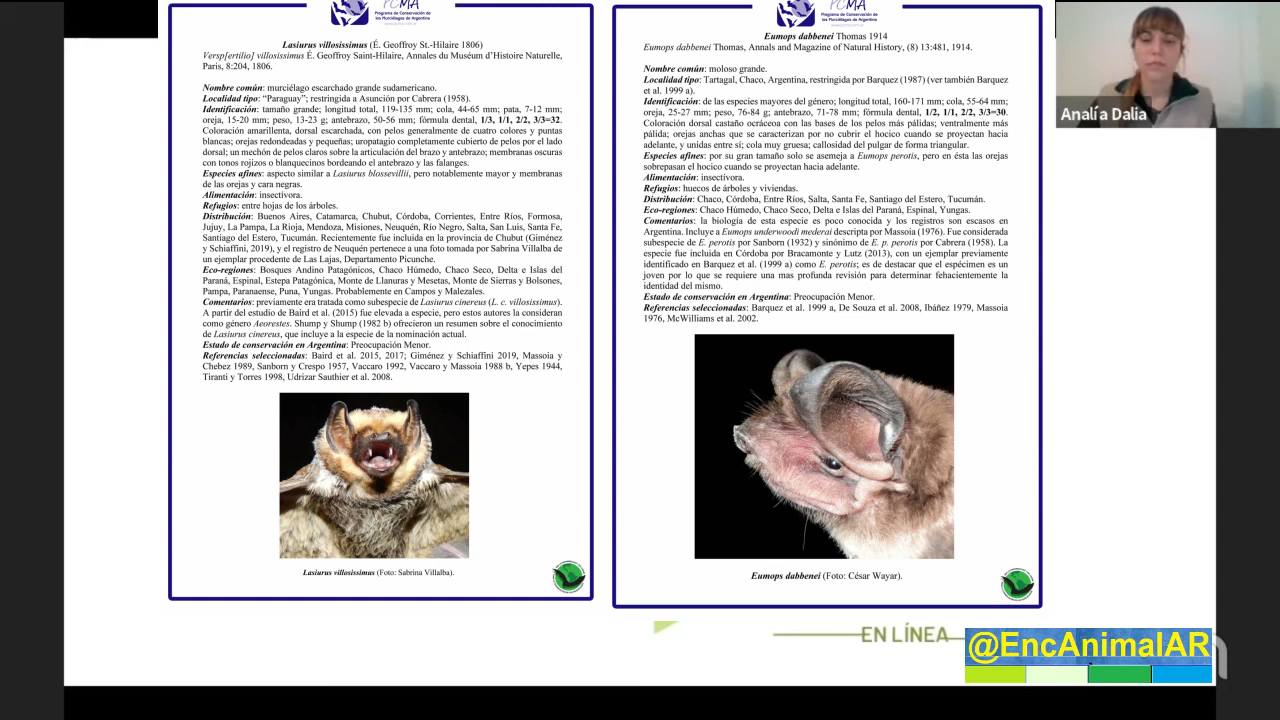 PCMA
Programa de Conservación de
los Murciélagos de Argentina
Lasiurus villosissimus (É. Geoffroy St.-Hilaire 1806)
Versp[ertilio] villosissimus É. Geoffroy Saint-Hilaire, Annales du Muséum d’Histoire Naturelle,
Paris, 8:204, 1806.
Nombre común: murciélago escarchado grande sudamericano.
Localidad tipo: “Paraguay”; restringida a Asunción por Cabrera (1958).
Identificación: tamaño grande; longitud total, 119-135 mm; cola, 44-65 mm; pata, 7-12 mm;
oreja, 15-20 mm; peso, 13-23 g; antebrazo, 50-56 mm; fórmula dental, 1/3, 1/1, 2/2, 3/3=32.
Coloración amarillenta, dorsal escarchada, con pelos generalmente de cuatro colores y puntas
blancas; orejas redondeadas y pequeñas; uropatagio completamente cubierto de pelos por el lado
dorsal; un mechón de pelos claros sobre la articulación del brazo y antebrazo; membranas oscuras
con tonos rojizos o blanquecinos bordeando el antebrazo y las falanges.
Especies afines: aspecto similar a Lasiurus blossevillii, pero notablemente mayor y membranas
de las orejas y cara negras.
Alimentación: insectívora.
Refugios: entre hojas de los árboles.
Distribución: Buenos Aires, Catamarca, Chubut, Córdoba, Corrientes, Entre Ríos, Formosa,
Jujuy, La Pampa, La Rioja, Mendoza, Misiones, Neuquén, Río Negro, Salta, San Luis, Santa Fe,
Santiago del Estero, Tucumán. Recientemente fue incluida en la provincia de Chubut (Giménez
y Schiaffini, 2019), y el registro de Neuquén pertenece a una foto tomada por Sabrina Villalba de
un ejemplar procedente de Las Lajas, Departamento Picunche.
Eco-regiones: Bosques Andino Patagónicos, Chaco Húmedo, Chaco Seco, Delta e Islas del
Paraná, Espinal, Estepa Patagónica, Monte de Llanuras y Mesetas, Monte de Sierras y Bolsones,
Pampa, Paranaense, Puna, Yungas. Probablemente en Campos y Malezales.
Comentarios: previamente era tratada como subespecie de Lasiurus cinereus (L. c. villosissimus).
A partir del estudio de Baird et al. (2015) fue elevada a especie, pero estos autores la consideran
como género Aeorestes. Shump y Shump (1982 b) ofrecieron un resumen sobre el conocimiento
de Lasiurus cinereus, que incluye a la especie de la nominación actual.
Estado de conservación en Argentina: Preocupación Menor.
Referencias seleccionadas: Baird et al. 2015, 2017; Giménez y Schiaffini 2019, Massoia y
Chebez 1989, Sanborn y Crespo 1957, Vaccaro 1992, Vaccaro y Massoia 1988 b, Yepes 1944,
Tiranti y Torres 1998, Udrizar Sauthier et al. 2008.
Lasiurus villosissimus (Foto: Sabrina Villalba).
PCMA
Programa de Conservación de
los Murciélagos de Argentina
Eumops dabbenei Thomas 1914
Eumops dabbenei Thomas, Annals and Magazine of Natural History, (8) 13:481, 1914.
Nombre común: moloso grande.
Localidad tipo: Tartagal, Chaco, Argentina, restringida por Barquez (1987) (ver también Barquez
et al. 1999 a).
Identificación: de las especies mayores del género; longitud total, 160-171 mm; cola, 55-64 mm;
oreja, 25-27 mm; peso, 76-84 g; antebrazo, 71-78 mm; fórmula dental, 1/2, 1/1, 2/2, 3/3=30.
Coloración dorsal castaño ocrácea con las bases de los pelos más pálidas; ventralmente más
pálida; orejas anchas que se caracterizan por no cubrir el hocico cuando se proyectan hacia
adelante, y unidas entre sí; cola muy gruesa; callosidad del pulgar de forma triangular.
Especies afines: por su gran tamaño solo se asemeja a Eumops perotis, pero en ésta las orejas
sobrepasan el hocico cuando se proyectan hacia adelante.
Alimentación: insectívora.
Refugios: huecos de árboles y viviendas.
Distribución: Chaco, Córdoba, Entre Ríos, Salta, Santa Fe, Santiago del Estero, Tucumán.
Eco-regiones: Chaco Húmedo, Chaco Seco, Delta e Islas del Paraná, Espinal, Yungas.
Comentarios: la biología de esta especie es poco conocida y los registros son escasos en
Argentina. Incluye a Eumops underwoodi mederai descripta por Massoia (1976). Fue considerada
subespecie de E. perotis por Sanborn (1932) y sinónimo de E. p. perotis por Cabrera (1958). La
especie fue incluida en Córdoba por Bracamonte y Lutz (2013), con un ejemplar previamente
identificado en Barquez et al. (1999 a) como E. perotis; es de destacar que el espécimen es un
joven por lo que se requiere una mas profunda revisión para determinar fehacientemente la
identidad del mismo.
Estado de conservación en Argentina: Preocupación Menor.
Referencias seleccionadas: Barquez et al. 1999 a, De Souza et al. 2008, Ibáñez 1979, Massoia
1976, McWilliams et al. 2002.
Eumops dabbenei (Foto: César Wayar).
Analía Dalia
EN LÍNEA
@EncAnimalAR